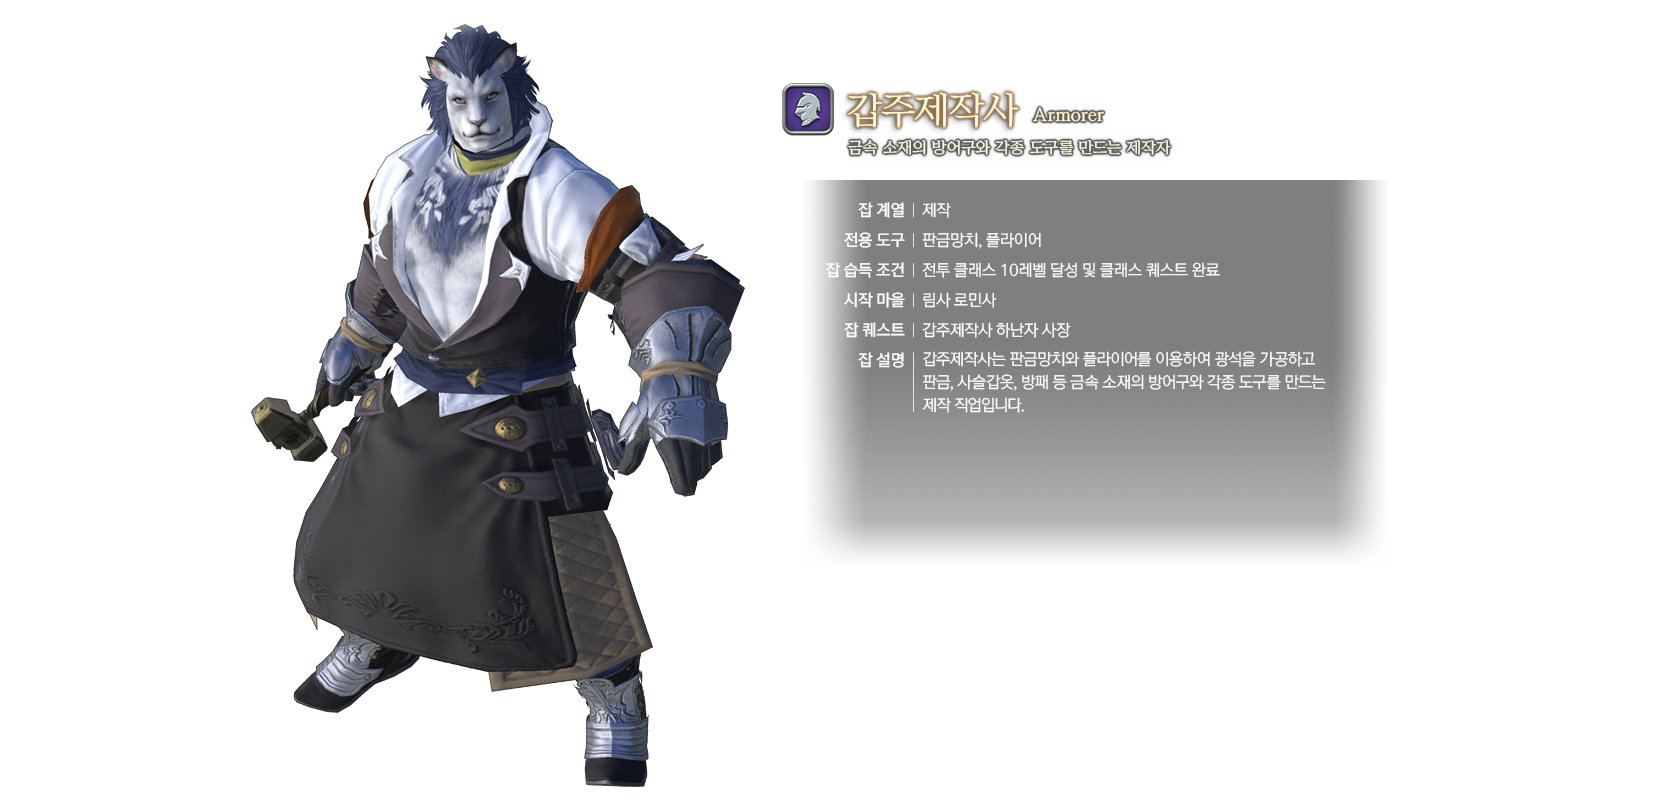 갑주제작사 Armorer
금속 소재의 방어구와 각종 도구를 만드는 제작자
잡 계열 | 제작
전용 도구 | 판금망치, 플라이어
잡 습득 조건 | 전투 클래스 10레벨 달성 및 클래스 퀘스트 완료
시작 마을 | 림사 로민사
잡 퀘스트 | 갑주제작사 하난자 사장
잡 설명 | 갑주제작사는 판금망치와 플라이어를 이용하여 광석을 가공하고
판금, 사슬갑옷, 방패 등 금속 소재의 방어구와 각종 도구를 만드는
제작 직업입니다.